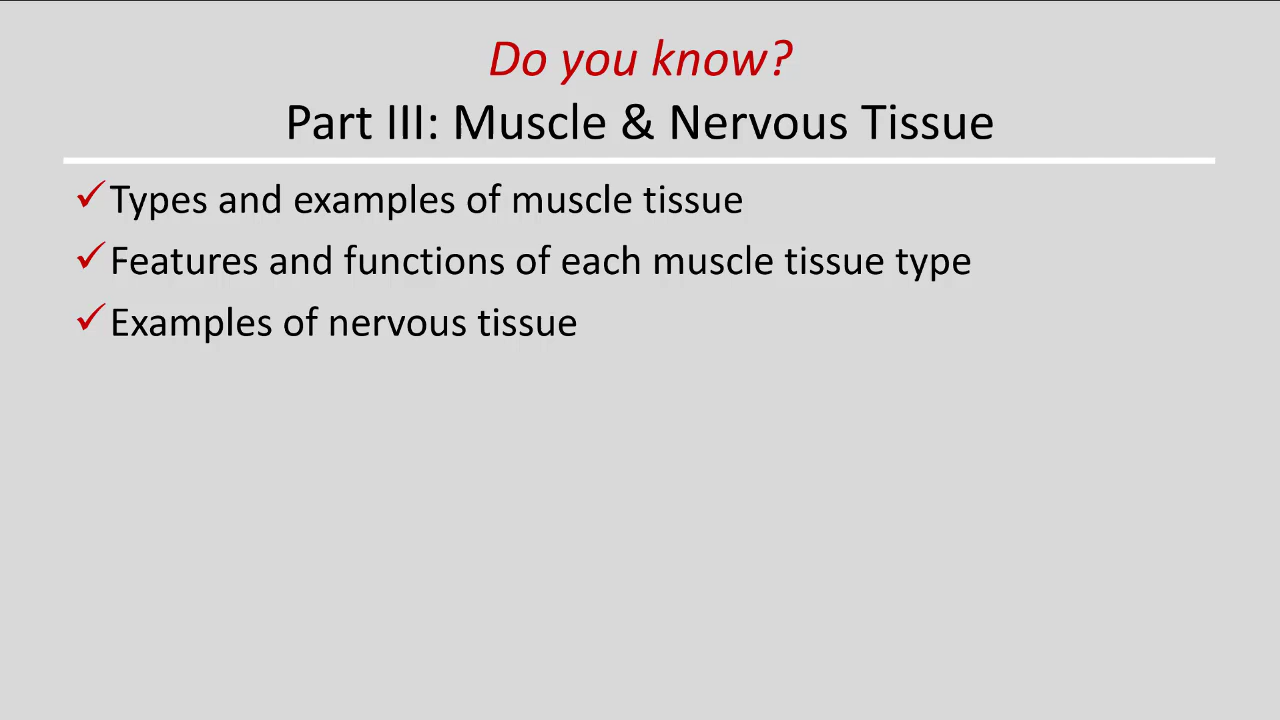 Do you know?
Part III: Muscle & Nervous Tissue
✓Types and examples of muscle tissue
✓Features and functions of each muscle tissue type
✓Examples of nervous tissue